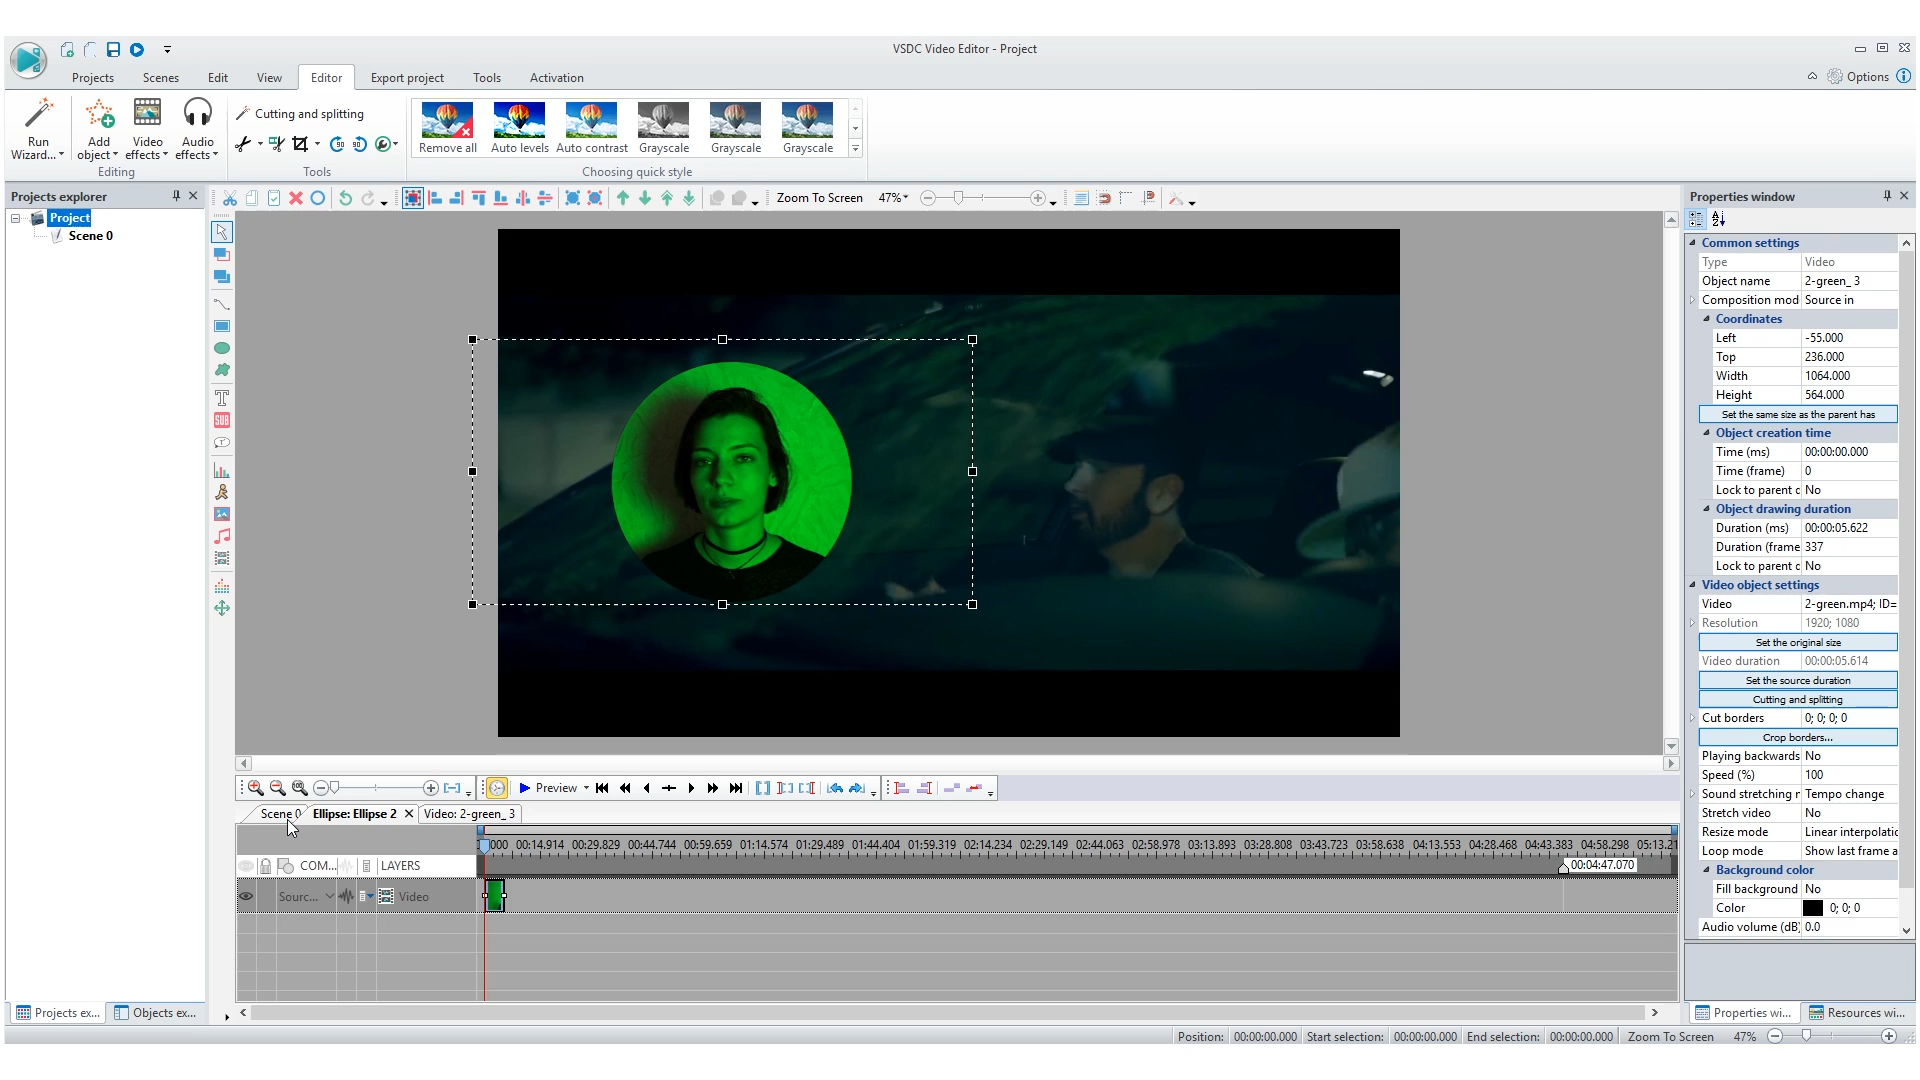 VSDC Video Editor - Project
Projects
Scenes
Edit
View
Editor
Export project
Tools
Activation
Options
Run
Wizard...
Add
object
Video
effects
Audio
effects
Editing
Cutting and splitting
Tools
Remove all
Auto levels
Auto contrast
Grayscale
Grayscale
Grayscale
Choosing quick style
Projects explorer
Project
Scene 0
Zoom To Screen
47%
Properties window
Common settings
Type Video
Object name 2-green_ 3
Composition mod Source in
Coordinates
Left -55.000
Top 236.000
Width 1064.000
Height 564.000
Set the same size as the parent has
Object creation time
Time (ms) 00:00:00.000
Time (frame) 0
Lock to parent c No
Object drawing duration
Duration (ms) 00:00:05.622
Duration (frame 337
Lock to parent c No
Video object settings
Video 2-green.mp4; ID=
Resolution 1920; 1080
Set the original size
Video duration 00:00:05.614
Set the source duration
Cutting and splitting
Cut borders 0; 0; 0; 0
Crop borders...
Playing backwards No
Speed (%) 100
Sound stretching r Tempo change
Stretch video No
Resize mode Linear interpolatic
Loop mode Show last frame a
Background color
Fill background No
Color 0; 0; 0
Audio volume (dB) 0.0
T
SUB
Preview
Scene 0
Ellipse: Ellipse 2
Video: 2-green_ 3
000 00:14.914 00:29.829 00:44.744 00:59.659 01:14.574 01:29.489 01:44.404 01:59.319 02:14.234 02:29.149 02:44.063 02:58.978 03:13.893 03:28.808 03:43.723 03:58.638 04:13.553 04:28.468 04:43.383 04:58.298 05:13.21
COM... LAYERS
00:04:47.070
Sourc... Video
Projects ex...
Objects ex...
Properties wi...
Resources wi...
Position: 00:00:00.000 Start selection: 00:00:00.000 End selection: 00:00:00.000 Zoom To Screen 47%